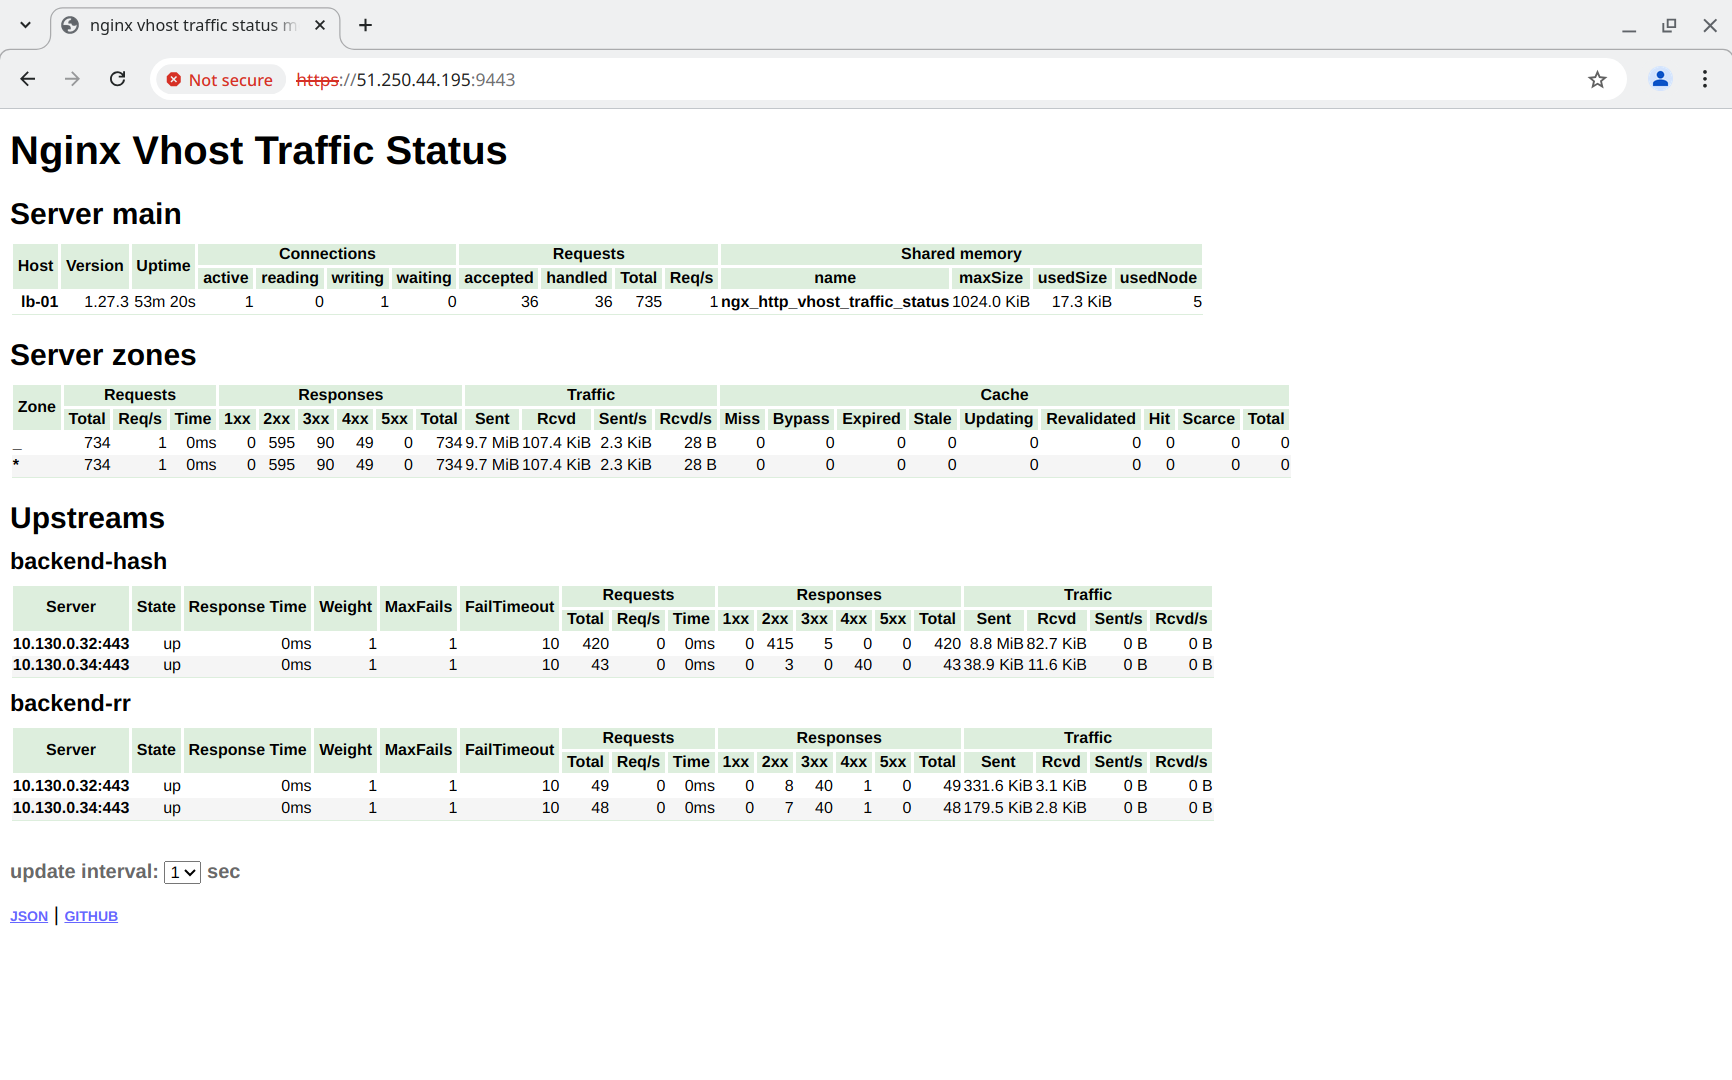 nginx vhost traffic status m
Not secure https://51.250.44.195:9443
Nginx Vhost Traffic Status
Server main
Host Version Uptime Connections Requests Shared memory
active reading writing waiting accepted handled Total Req/s name maxSize usedSize usedNode
lb-01 1.27.3 53m 20s 1 0 1 0 36 36 735 1 ngx_http_vhost_traffic_status 1024.0 KiB 17.3 KiB 5
Server zones
Zone Requests Responses Traffic Cache
Total Req/s Time 1xx 2xx 3xx 4xx 5xx Total Sent Rcvd Sent/s Rcvd/s Miss Bypass Expired Stale Updating Revalidated Hit Scarce Total
_ 734 1 0ms 0 595 90 49 0 734 9.7 MiB 107.4 KiB 2.3 KiB 28 B 0 0 0 0 0 0 0 0 0
* 734 1 0ms 0 595 90 49 0 734 9.7 MiB 107.4 KiB 2.3 KiB 28 B 0 0 0 0 0 0 0 0 0
Upstreams
backend-hash
Server State Response Time Weight MaxFails FailTimeout Requests Responses Traffic
Total Req/s Time 1xx 2xx 3xx 4xx 5xx Total Sent Rcvd Sent/s Rcvd/s
10.130.0.32:443 up 0ms 1 1 10 420 0 0ms 0 415 5 0 0 420 8.8 MiB 82.7 KiB 0 B 0 B
10.130.0.34:443 up 0ms 1 1 10 43 0 0ms 0 3 0 40 0 43 38.9 KiB 11.6 KiB 0 B 0 B
backend-rr
Server State Response Time Weight MaxFails FailTimeout Requests Responses Traffic
Total Req/s Time 1xx 2xx 3xx 4xx 5xx Total Sent Rcvd Sent/s Rcvd/s
10.130.0.32:443 up 0ms 1 1 10 49 0 0ms 0 8 40 1 0 49 331.6 KiB 3.1 KiB 0 B 0 B
10.130.0.34:443 up 0ms 1 1 10 48 0 0ms 0 7 40 1 0 48 179.5 KiB 2.8 KiB 0 B 0 B
update interval: 1 sec
JSON | GITHUB